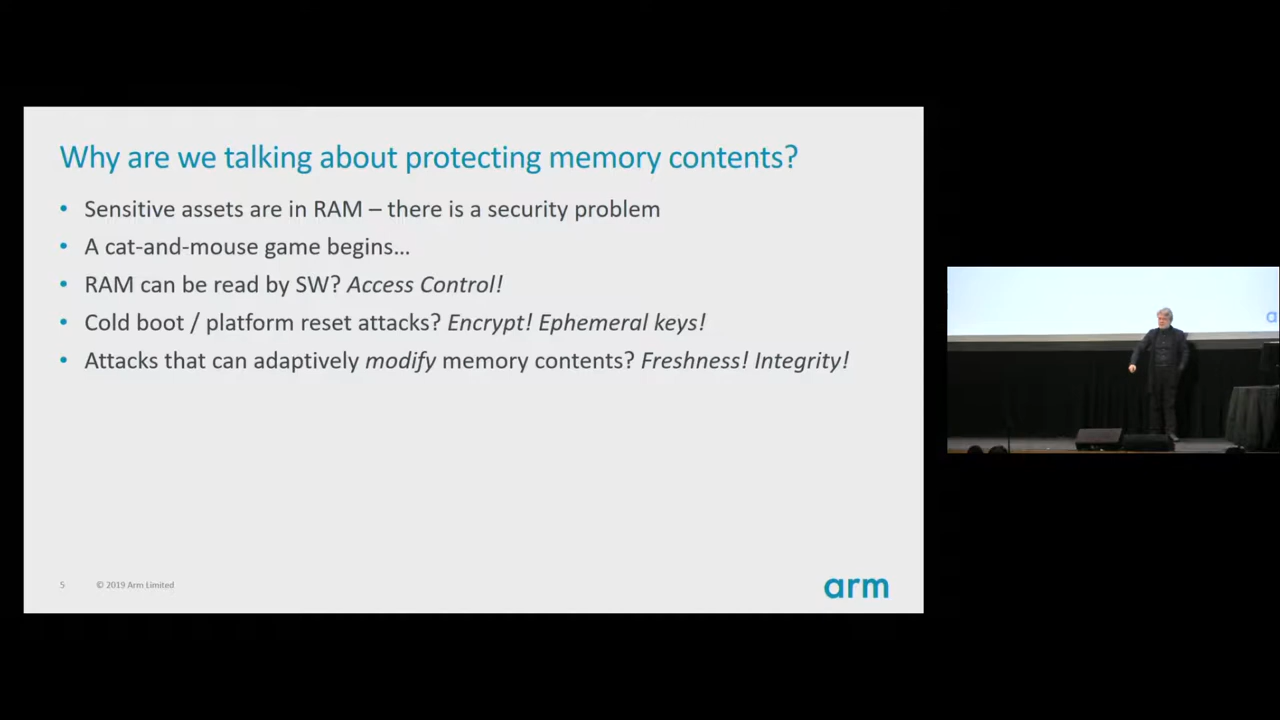 Why are we talking about protecting memory contents?
• Sensitive assets are in RAM – there is a security problem
• A cat-and-mouse game begins…
• RAM can be read by SW? Access Control!
• Cold boot / platform reset attacks? Encrypt! Ephemeral keys!
• Attacks that can adaptively modify memory contents? Freshness! Integrity!
5 © 2019 Arm Limited
arm
a